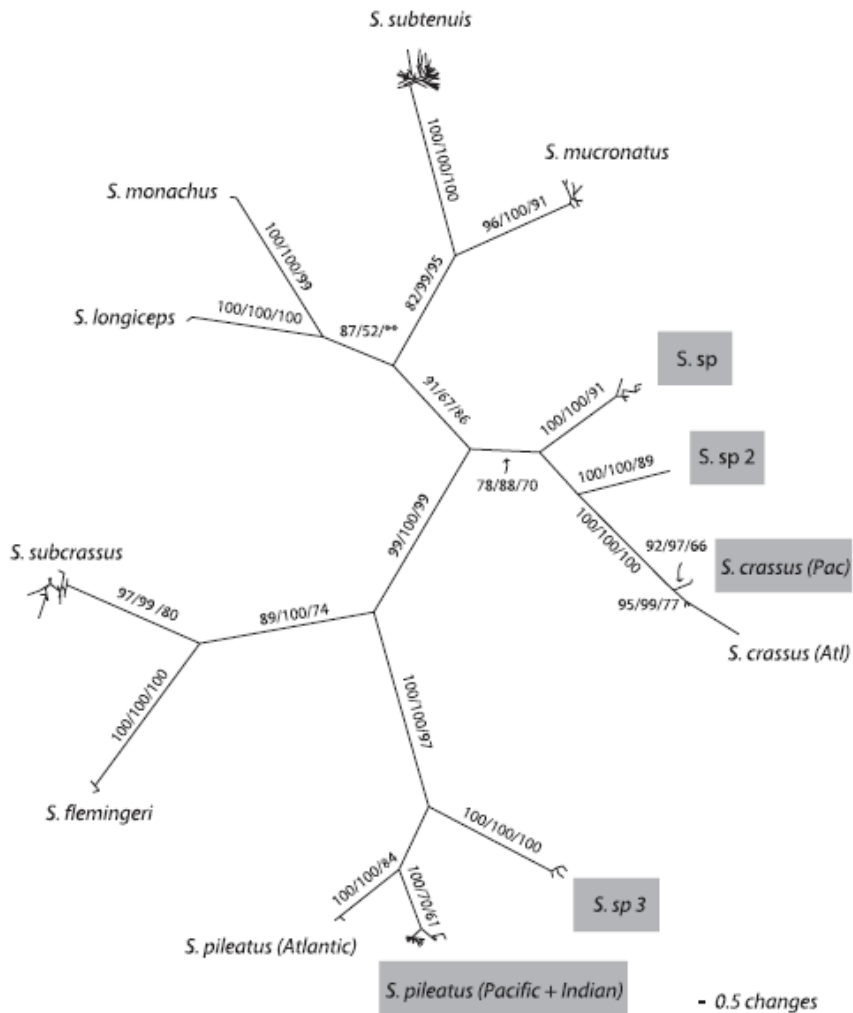 S. subtenuis
100/100/100
S. mucronatus
96/100/91
S. monachus
100/100/99
82/99/95
S. longiceps
100/100/100
87/52/**
S. sp
91/67/86
100/100/91
S. sp 2
100/100/89
78/88/70
100/100/100
92/97/66
S. crassus (Pac)
99/100/99
S. subcrassus
97/99 /80
89/100/74
95/99/77
S. crassus (Atl)
100/100/100
100/100/97
S. flemingeri
100/100/100
100/100/84
100/70/61
S. sp 3
S. pileatus (Atlantic)
S. pileatus (Pacific + Indian)
0.5 changes